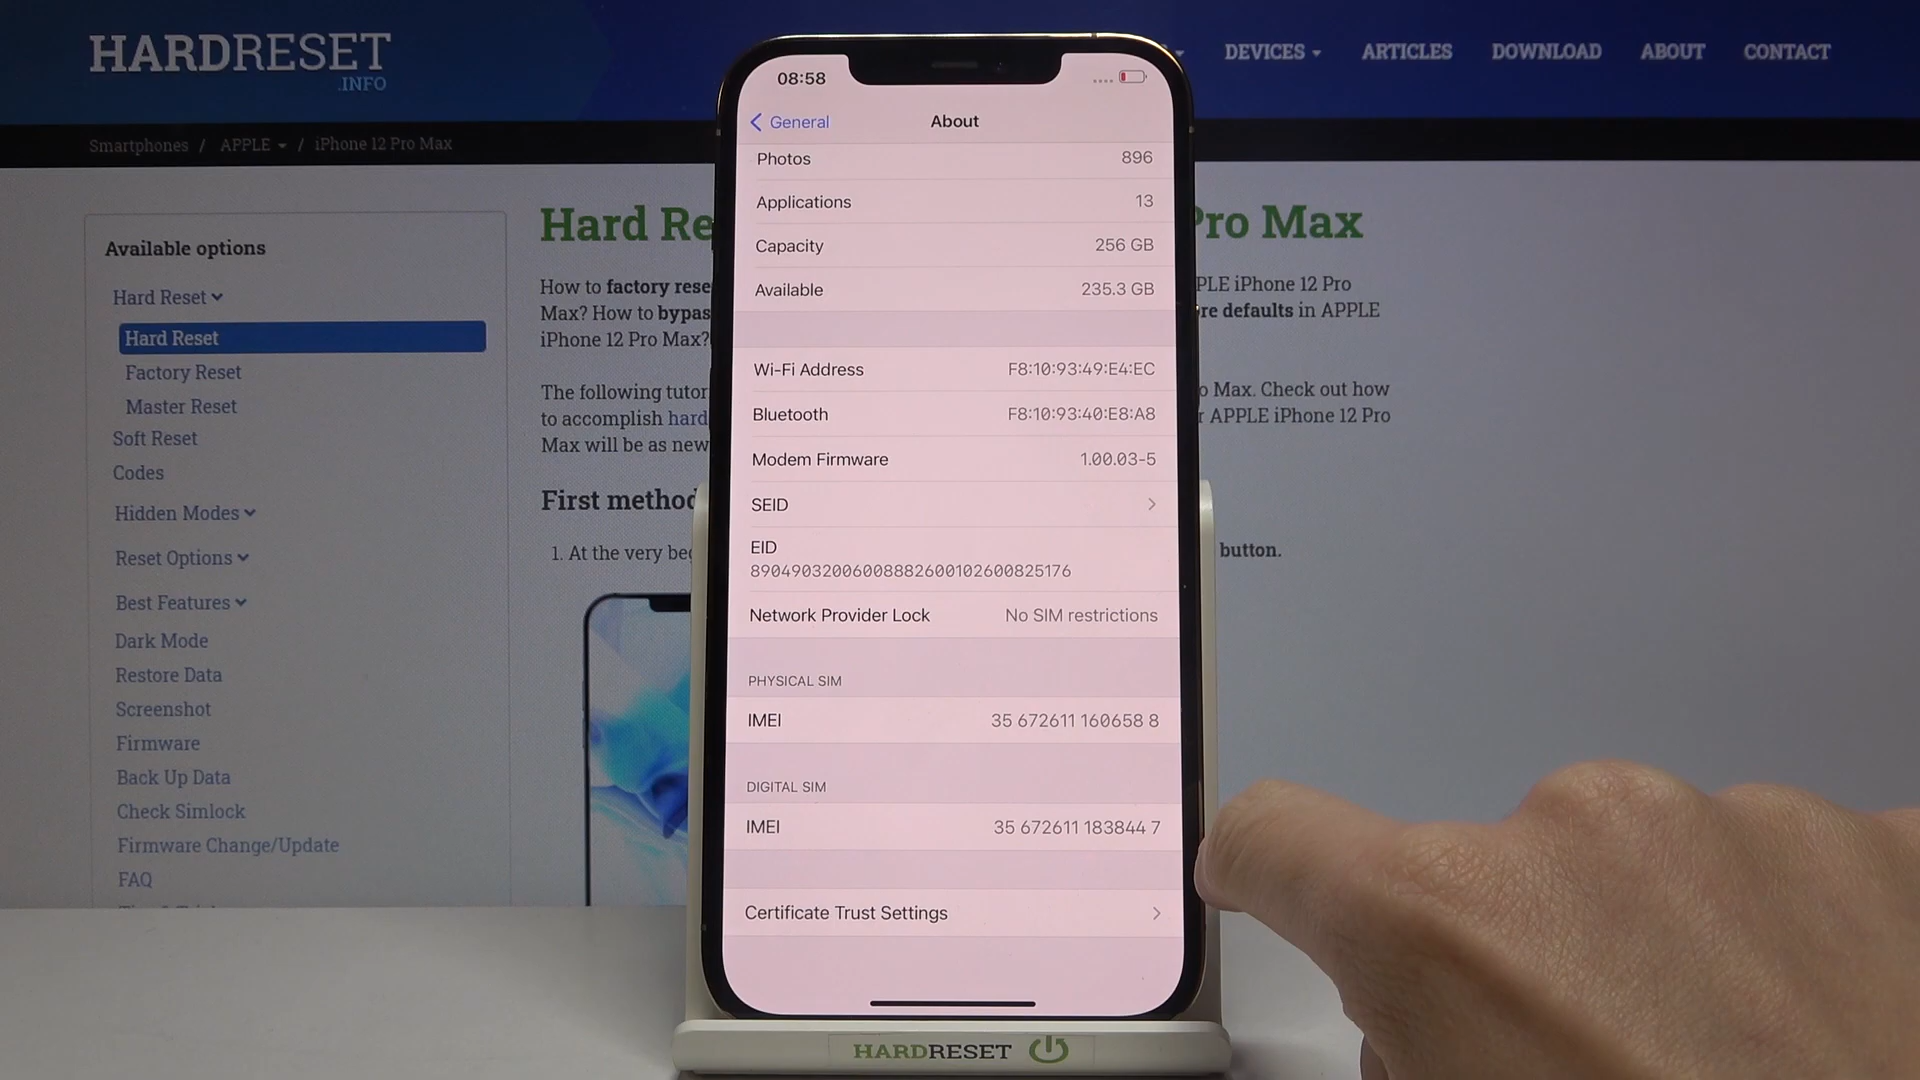 HARDRESET
.INFO
DEVICES
ARTICLES
DOWNLOAD
ABOUT
CONTACT
Smartphones / APPLE / iPhone 12 Pro Max
Available options
Hard Reset
Hard Reset
Factory Reset
Master Reset
Soft Reset
Codes
Hidden Modes
Reset Options
Best Features
Dark Mode
Restore Data
Screenshot
Firmware
Back Up Data
Check Simlock
Firmware Change/Update
FAQ
Hard Re
Pro Max
How to factory rese
PLE iPhone 12 Pro
Max? How to bypas
re defaults in APPLE
iPhone 12 Pro Max?
The following tutor
o Max. Check out how
to accomplish hard
r APPLE iPhone 12 Pro
Max will be as new
First method
1. At the very beg
button.
08:58
General
About
Photos 896
Applications 13
Capacity 256 GB
Available 235.3 GB
Wi-Fi Address F8:10:93:49:E4:EC
Bluetooth F8:10:93:40:E8:A8
Modem Firmware 1.00.03-5
SEID
EID
89049032006008882600102600825176
Network Provider Lock No SIM restrictions
PHYSICAL SIM
IMEI 35 672611 160658 8
DIGITAL SIM
IMEI 35 672611 183844 7
Certificate Trust Settings
HARDRESET